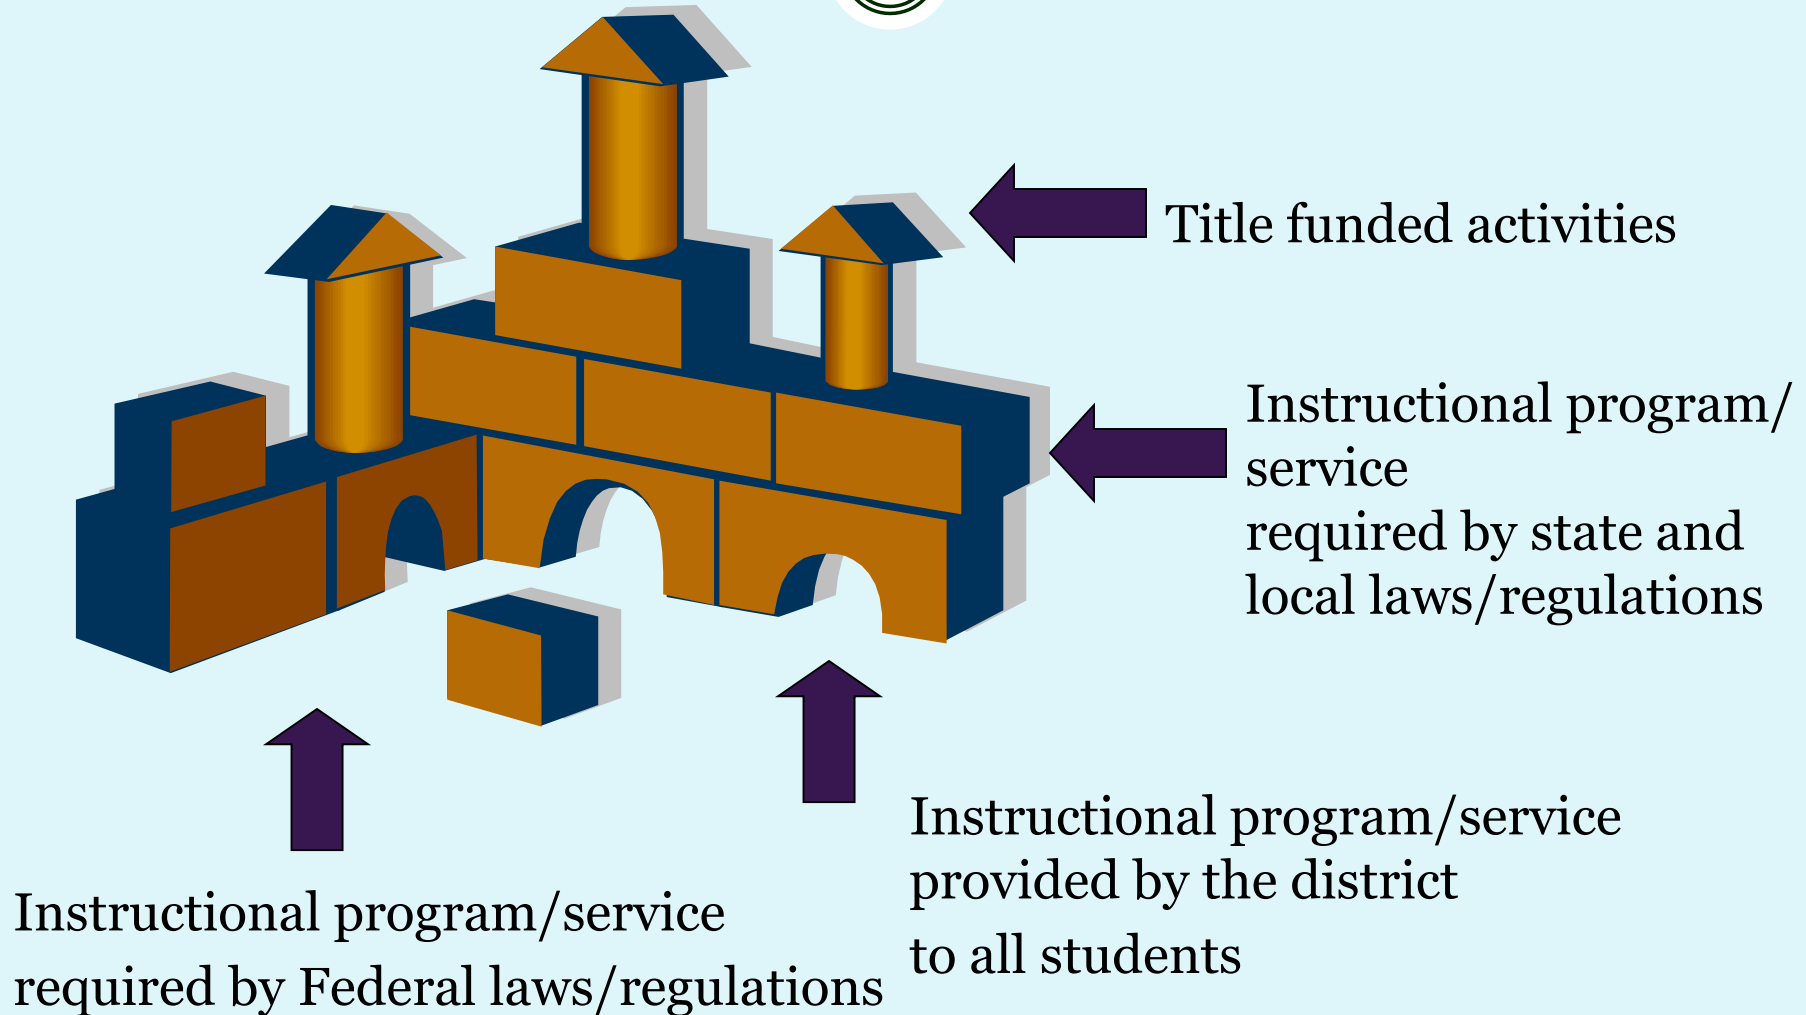 Title funded activities
Instructional program/
service
required by state and
local laws/regulations
Instructional program/service
provided by the district
to all students
Instructional program/service
required by Federal laws/regulations